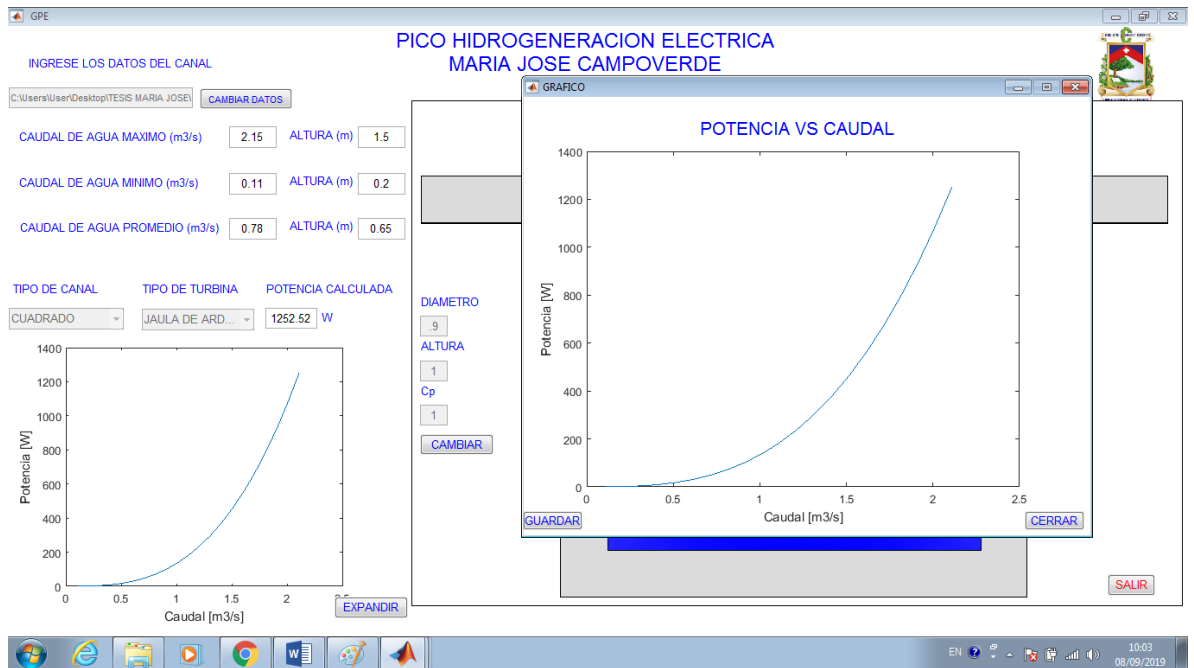 GPE
PICO HIDROGENERACION ELECTRICA
MARIA JOSE CAMPOVERDE
INGRESE LOS DATOS DEL CANAL
C:\Users\User\Desktop\TESIS MARIA JOSE\
CAMBIAR DATOS
CAUDAL DE AGUA MAXIMO (m3/s) 2.15 ALTURA (m) 1.5
CAUDAL DE AGUA MINIMO (m3/s) 0.11 ALTURA (m) 0.2
CAUDAL DE AGUA PROMEDIO (m3/s) 0.78 ALTURA (m) 0.65
TIPO DE CANAL TIPO DE TURBINA POTENCIA CALCULADA
CUADRADO JAULA DE ARD... 1252.52 W
1400
1200
1000
800
600
400
200
0
Potencia [W]
0 0.5 1 1.5 2 2.5
Caudal [m3/s]
EXPANDIR
DIAMETRO
.9
ALTURA
1
Cp
1
CAMBIAR
GRAFICO
POTENCIA VS CAUDAL
1400
1200
1000
800
600
400
200
0
Potencia [W]
0 0.5 1 1.5 2 2.5
Caudal [m3/s]
GUARDAR CERRAR
SALIR
EN 10:03
08/09/2019